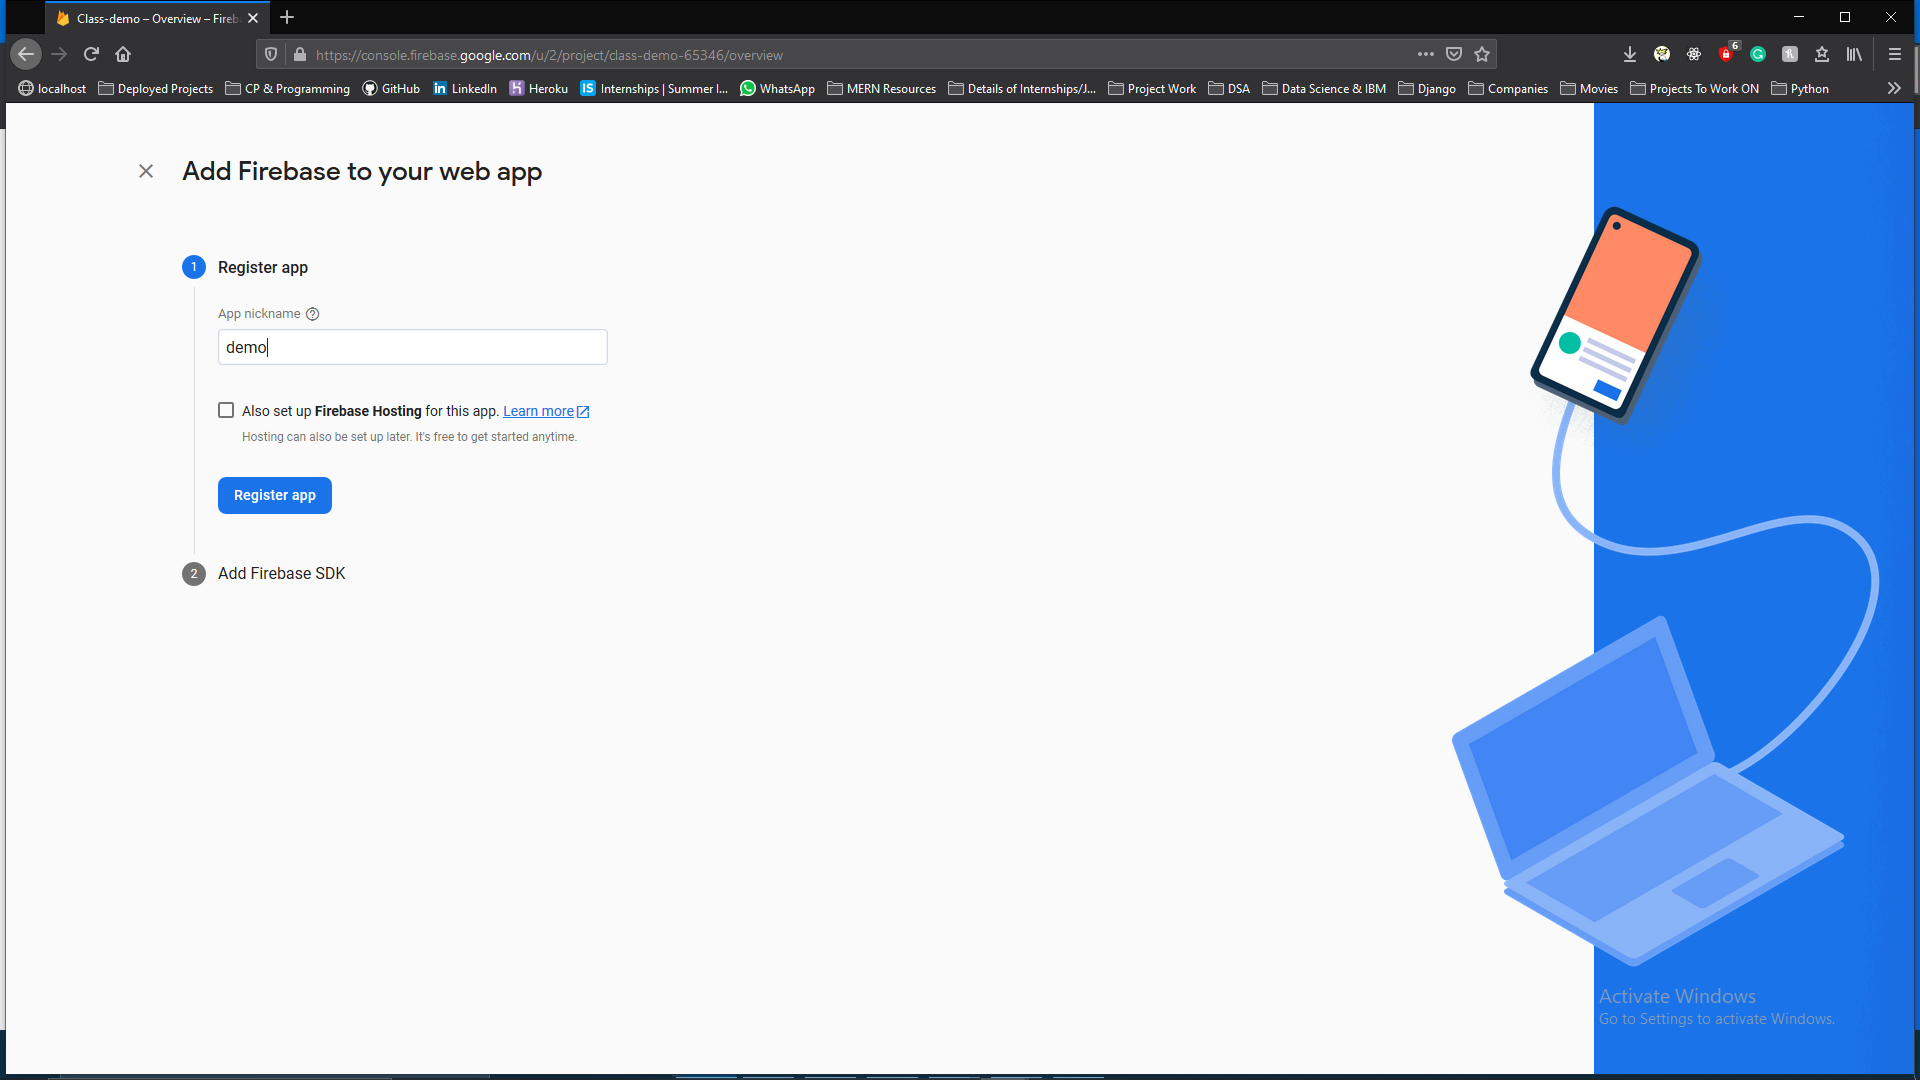 Class-demo – Overview – Fireb
https://console.firebase.google.com/u/2/project/class-demo-65346/overview
6
localhost Deployed Projects CP & Programming GitHub LinkedIn Heroku IS Internships | Summer I... WhatsApp MERN Resources Details of Internships/J... Project Work DSA Data Science & IBM Django Companies Movies Projects To Work ON Python
Add Firebase to your web app
1 Register app
App nickname
demo
Also set up Firebase Hosting for this app. Learn more
Hosting can also be set up later. It's free to get started anytime.
Register app
2 Add Firebase SDK
Activate Windows
Go to Settings to activate Windows.